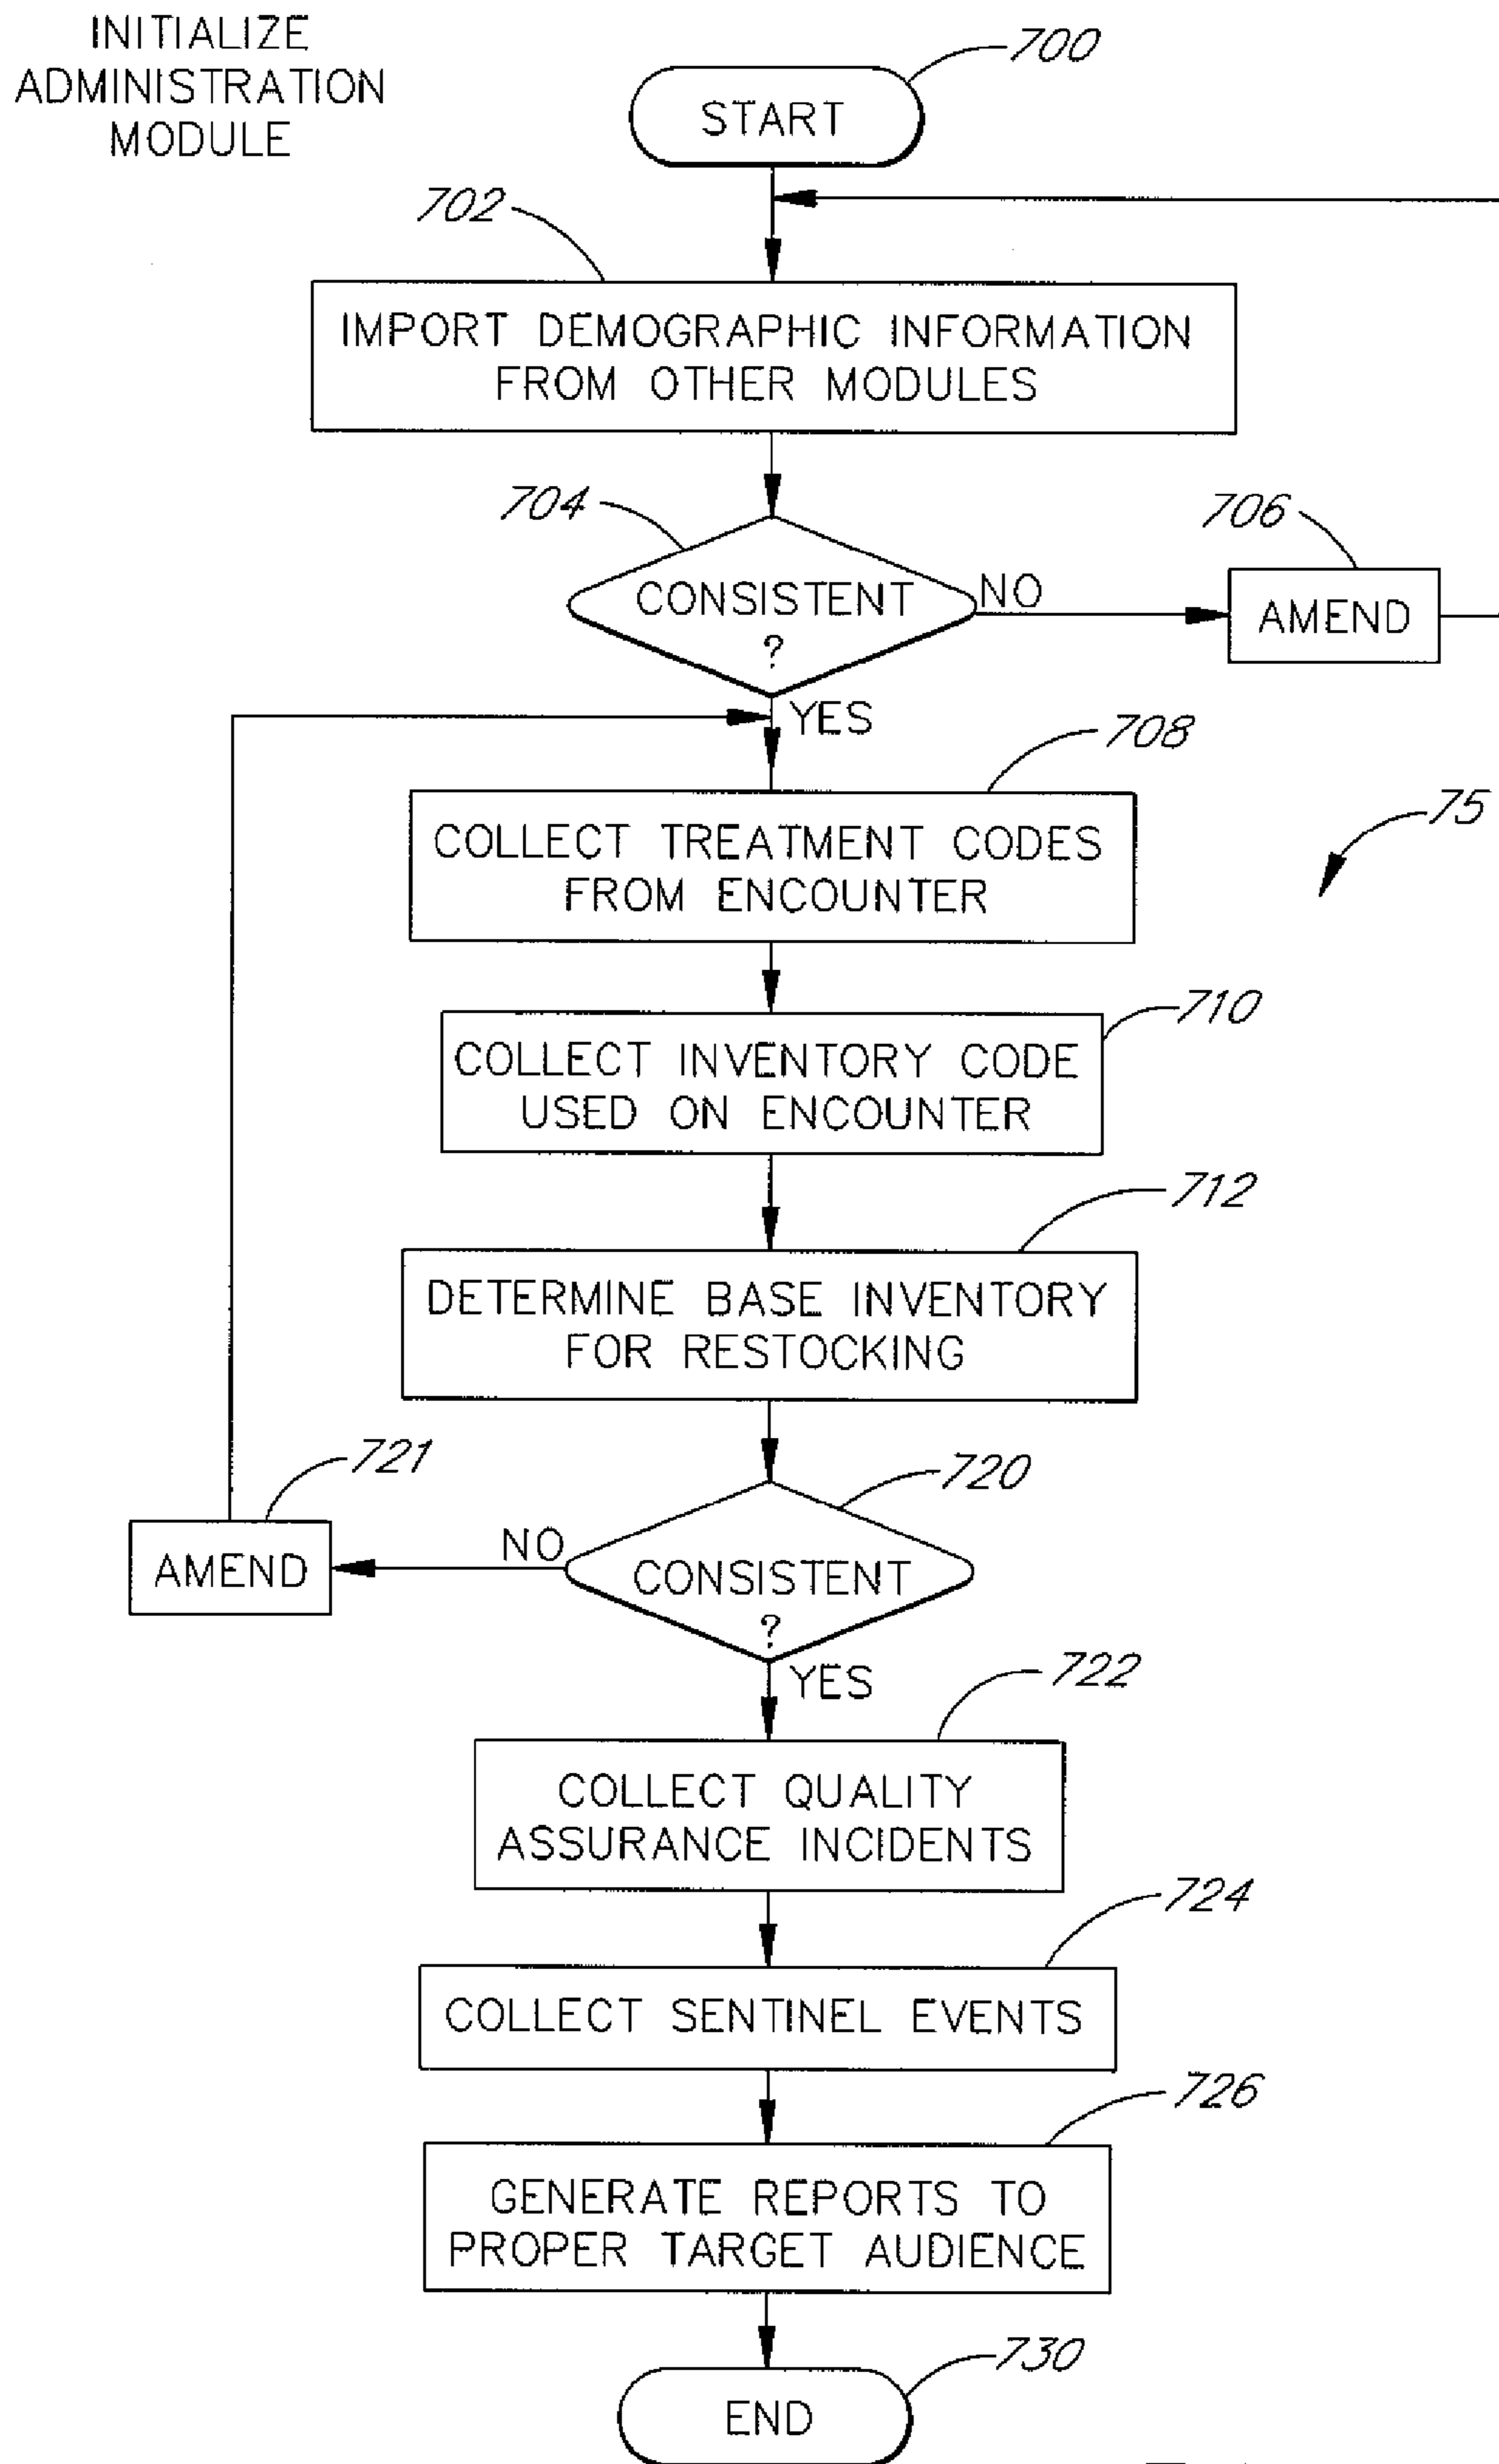 INITIALIZE
ADMINISTRATION
MODULE
700
START
702
IMPORT DEMOGRAPHIC INFORMATION
FROM OTHER MODULES
704
CONSISTENT
?
NO
706
AMEND
YES
708
COLLECT TREATMENT CODES
FROM ENCOUNTER
75
710
COLLECT INVENTORY CODE
USED ON ENCOUNTER
712
DETERMINE BASE INVENTORY
FOR RESTOCKING
721
AMEND
NO
720
CONSISTENT
?
YES
722
COLLECT QUALITY
ASSURANCE INCIDENTS
724
COLLECT SENTINEL EVENTS
726
GENERATE REPORTS TO
PROPER TARGET AUDIENCE
730
END